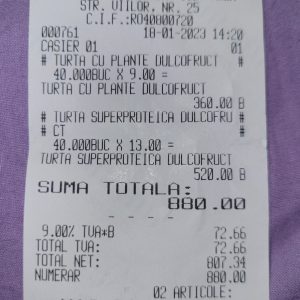 STR. VIILOR. NR. 25
C.I.F.:RO40800720
000761 18-01-2023 14:20
CASIER 01 01
# TURTA CU PLANTE DULCOFRUCT #
40.000BUC X 9.00 =
TURTA CU PLANTE DULCOFRUCT
360.00 B
# TURTA SUPERPROTEICA DULCOFRU #
# CT #
40.000BUC X 13.00 =
TURTA SUPERPROTEICA DULCOFRUCT
520.00 B
SUMA TOTALA:
880.00
- - - -
9.00% TVA*B 72.66
TOTAL TVA: 72.66
TOTAL NET: 807.34
NUMERAR 880.00
02 ARTICOLE: